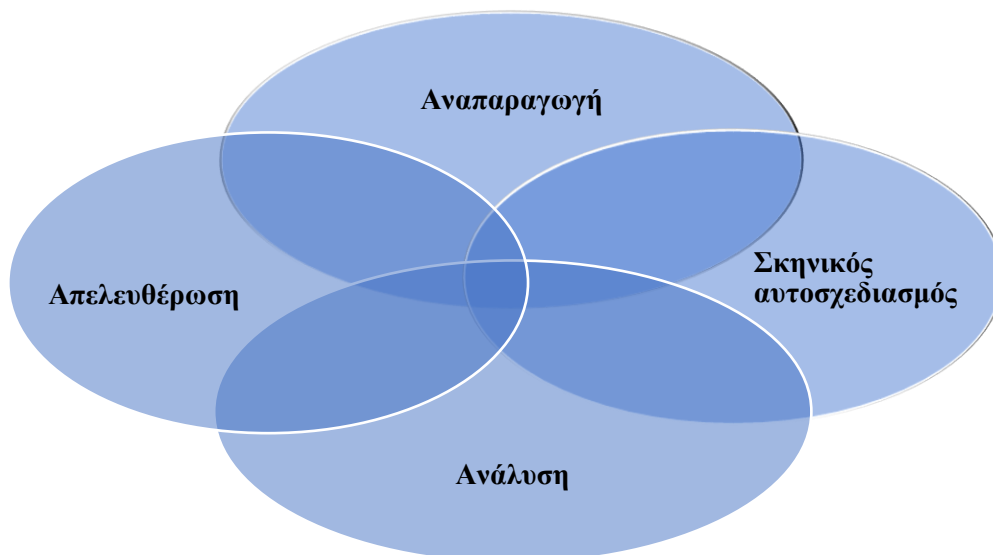 Αναπαραγωγή
Απελευθέρωση
Σκηνικός
αυτοσχεδιασμός
Ανάλυση